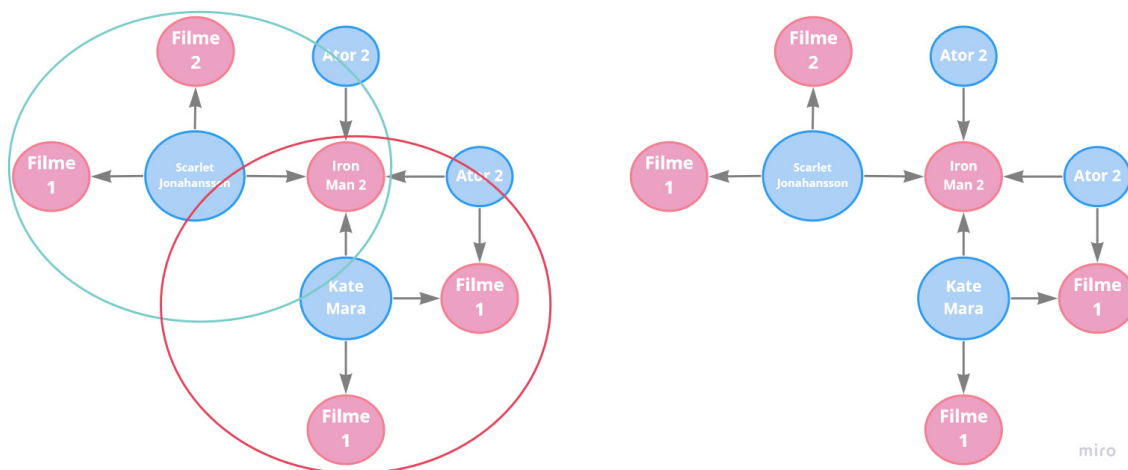 Filme
2
Ator 2
Filme
1
Scarlet
Jonahansson
Iron
Man 2
Ator 2
Kate
Mara
Filme
1
Filme
1
Filme
2
Ator 2
Filme
1
Scarlet
Jonahansson
Iron
Man 2
Ator 2
Kate
Mara
Filme
1
Filme
1
miro